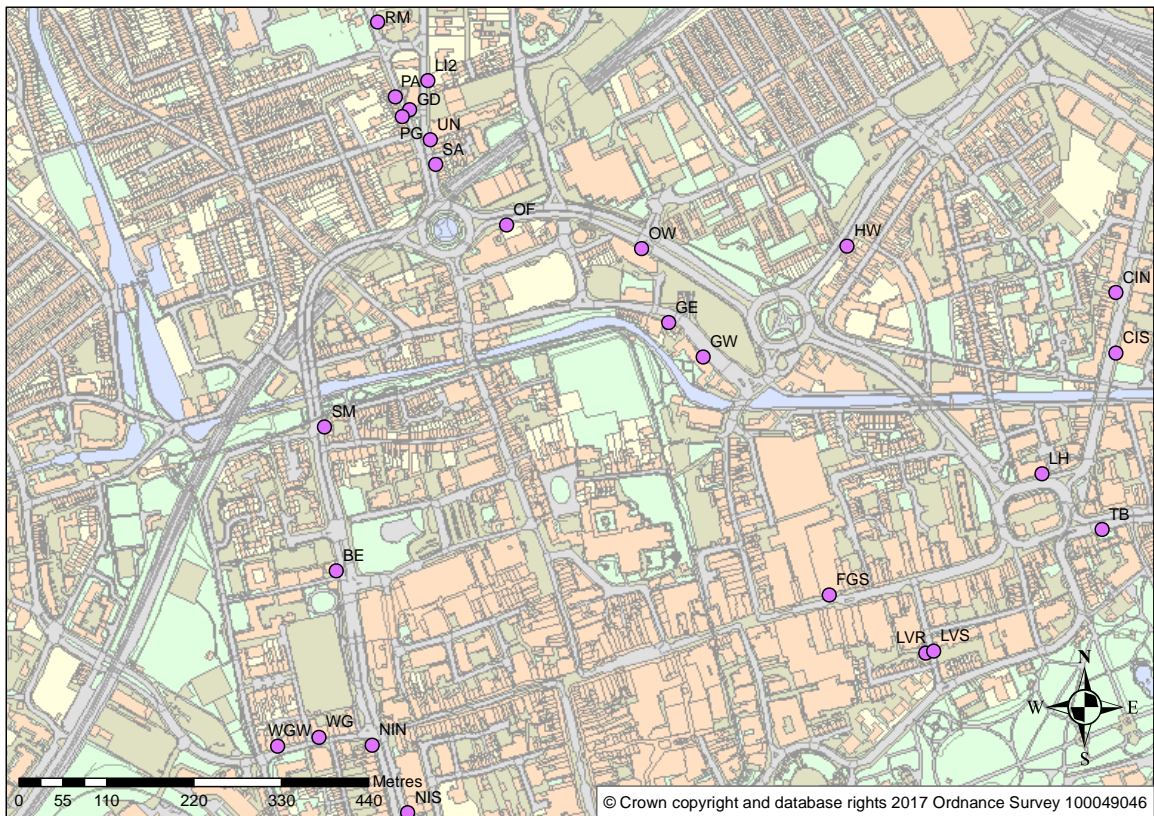 RM
LI2
PA
GD
PG
UN
SA
OF
OW
HW
CIN
GE
CIS
GW
SM
LH
TB
BE
FGS
LVR
LVS
N
W E
S
WGW
WG
NIN
Metres
0 55 110 220 330 440
NIS
© Crown copyright and database rights 2017 Ordnance Survey 100049046